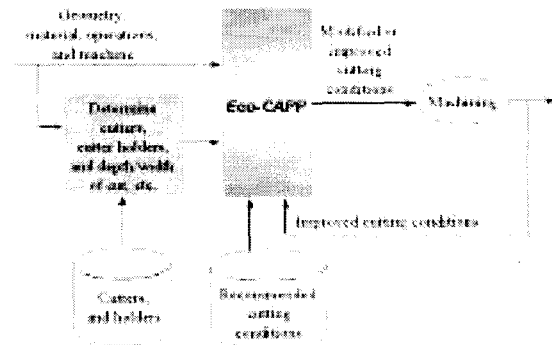 Geometry,
material, operations,
and machine
Determine
cutters,
cutter holders,
and depth/width
of cut, etc.
Eco-CAPP
Modified or
improved
cutting
conditions
Machining
Improved cutting conditions
Cutters,
and holders
Recommended
cutting
conditions